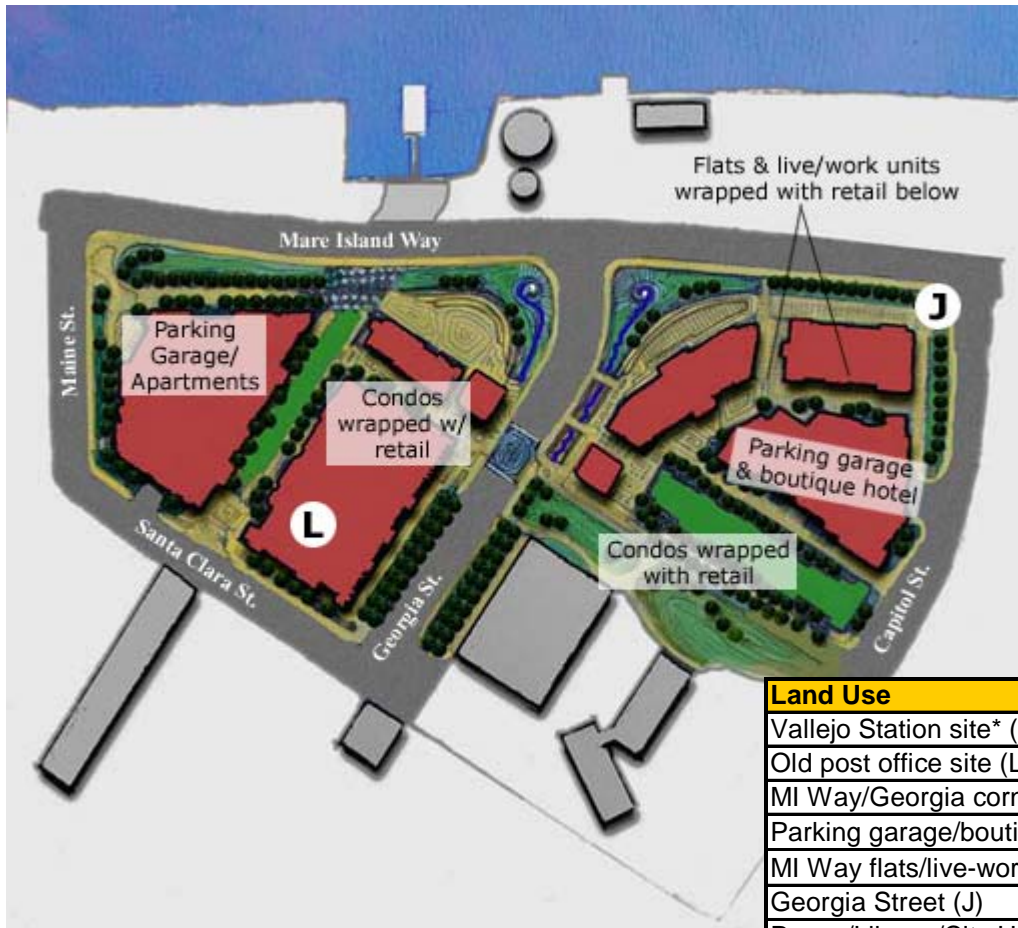 Flats & live/work units
wrapped with retail below
Mare Island Way
J
Maine St.
Parking
Garage/
Apartments
Condos
wrapped w/
retail
Parking garage
& boutique hotel
L
Condos wrapped
with retail
Santa Clara St.
Georgia St.
Capitol St.
Land Use
Vallejo Station site* (
Old post office site (L
MI Way/Georgia corn
Parking garage/bouti
MI Way flats/live-wor
Georgia Street (J)